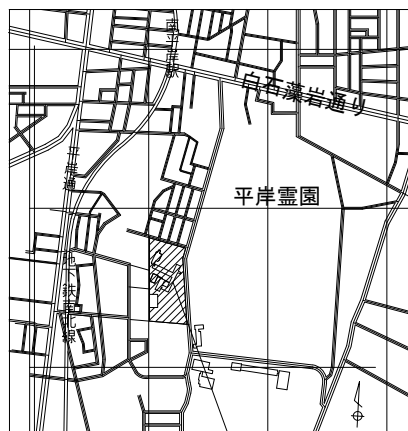 南平岸駅
白石藻岩通り
平岸通
平岸霊園
地下鉄南北線